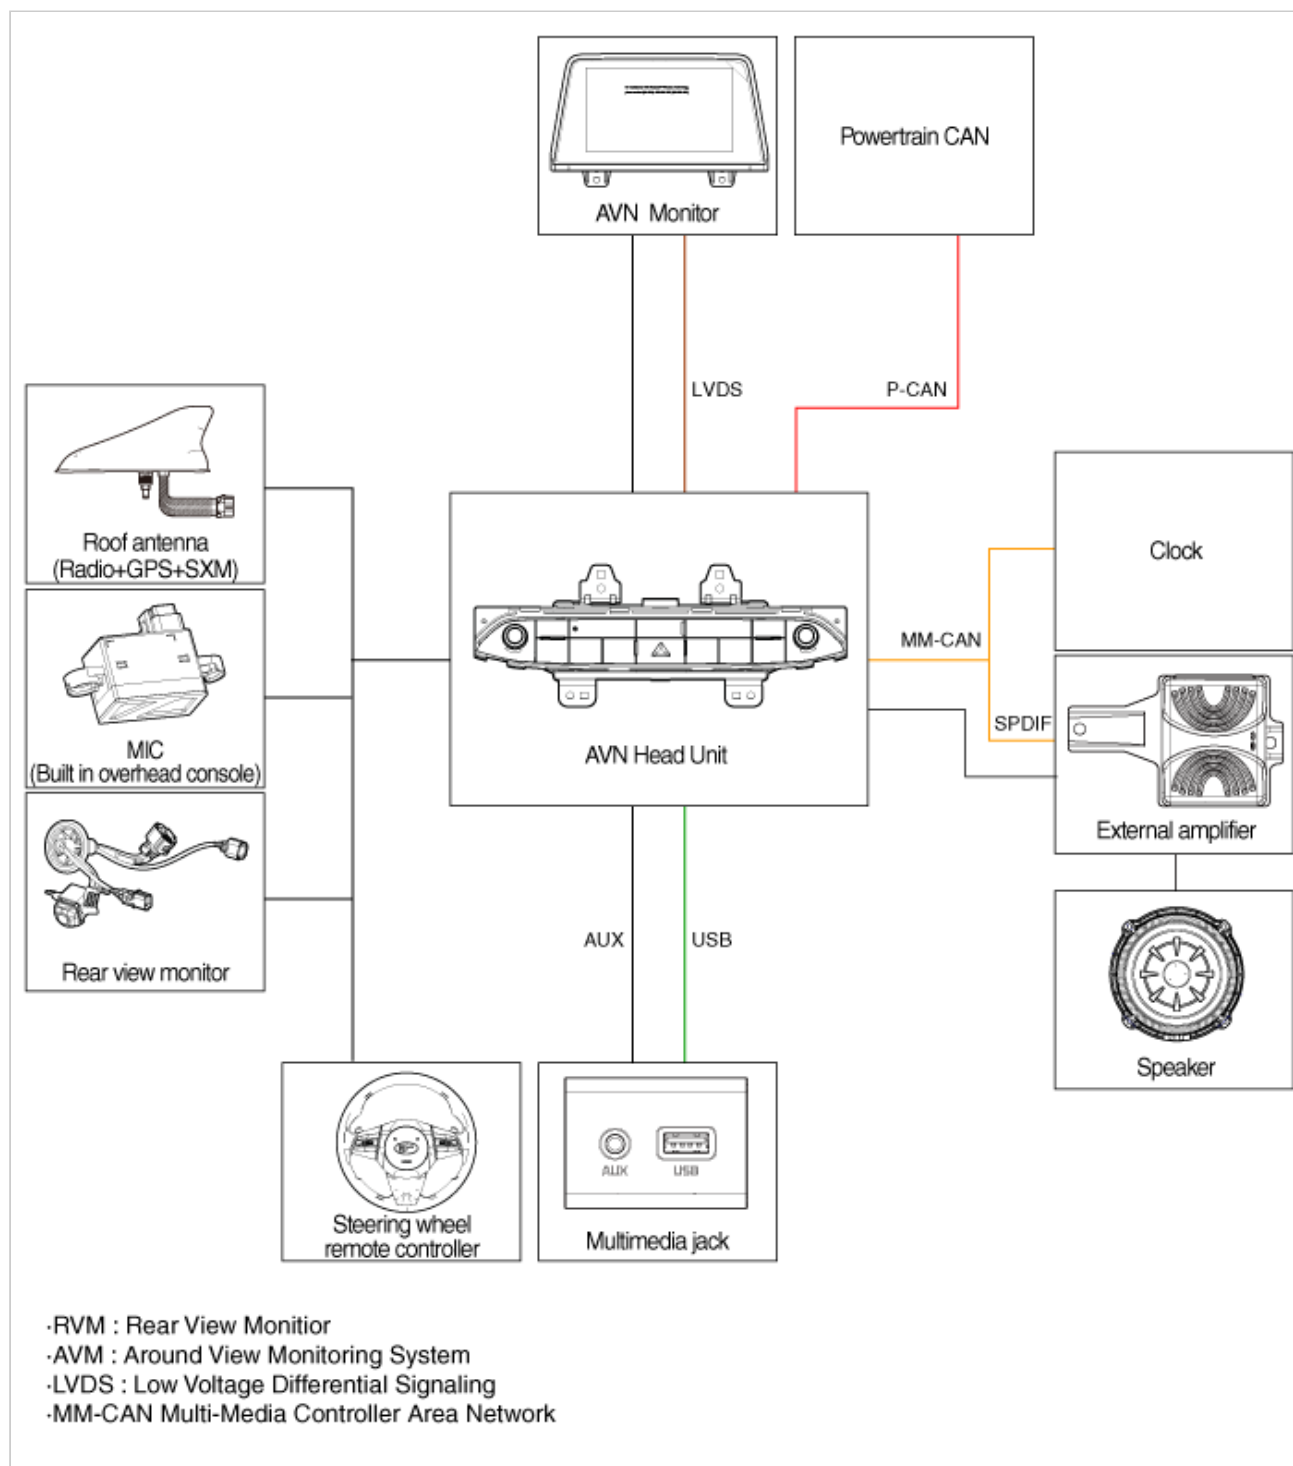 AVN Monitor
Powertrain CAN
LVDS
P-CAN
Roof antenna
(Radio+GPS+SXM)
Clock
MM-CAN
MIC
(Built in overhead console)
AVN Head Unit
SPDIF
External amplifier
Rear view monitor
AUX
USB
Speaker
AUX
USB
Steering wheel
remote controller
Multimedia jack
·RVM : Rear View Monitior
·AVM : Around View Monitoring System
·LVDS : Low Voltage Differential Signaling
·MM-CAN Multi-Media Controller Area Network